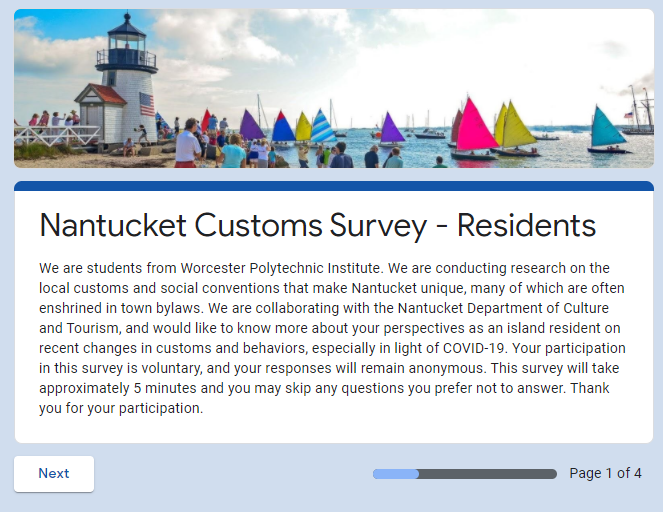 Nantucket Customs Survey - Residents
We are students from Worcester Polytechnic Institute. We are conducting research on the
local customs and social conventions that make Nantucket unique, many of which are often
enshrined in town bylaws. We are collaborating with the Nantucket Department of Culture
and Tourism, and would like to know more about your perspectives as an island resident on
recent changes in customs and behaviors, especially in light of COVID-19. Your participation
in this survey is voluntary, and your responses will remain anonymous. This survey will take
approximately 5 minutes and you may skip any questions you prefer not to answer. Thank
you for your participation.
Next
Page 1 of 4